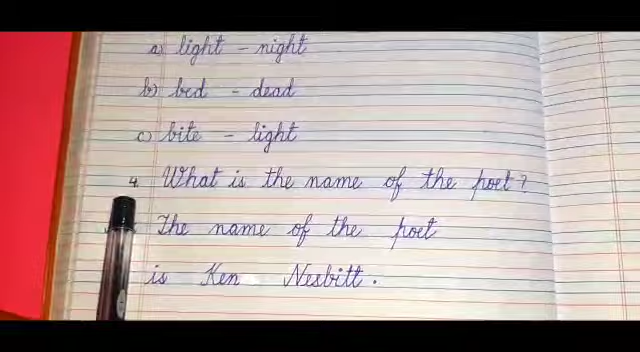 a) light - night
b) bed - dead
c) bite - light
4. What is the name of the poet?
The name of the poet
is Ken Nesbitt.